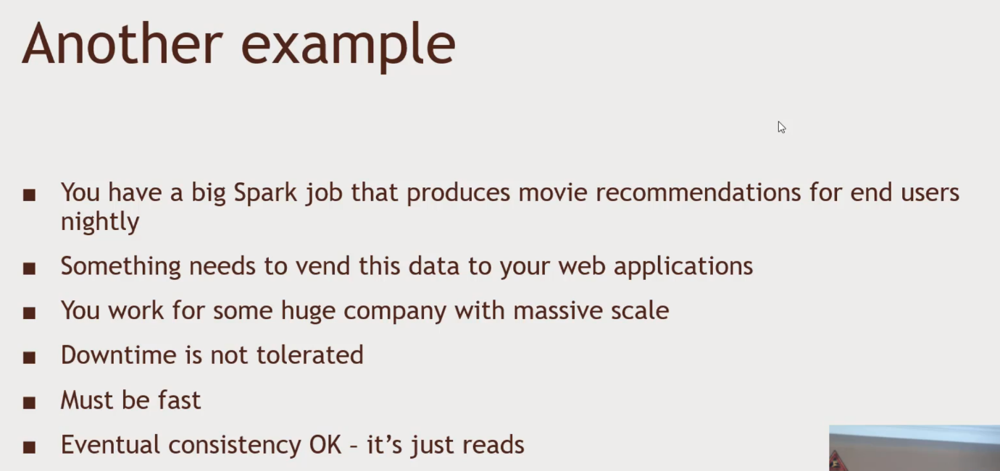 Another example
■ You have a big Spark job that produces movie recommendations for end users
nightly
■ Something needs to vend this data to your web applications
■ You work for some huge company with massive scale
■ Downtime is not tolerated
■ Must be fast
■ Eventual consistency OK – it’s just reads